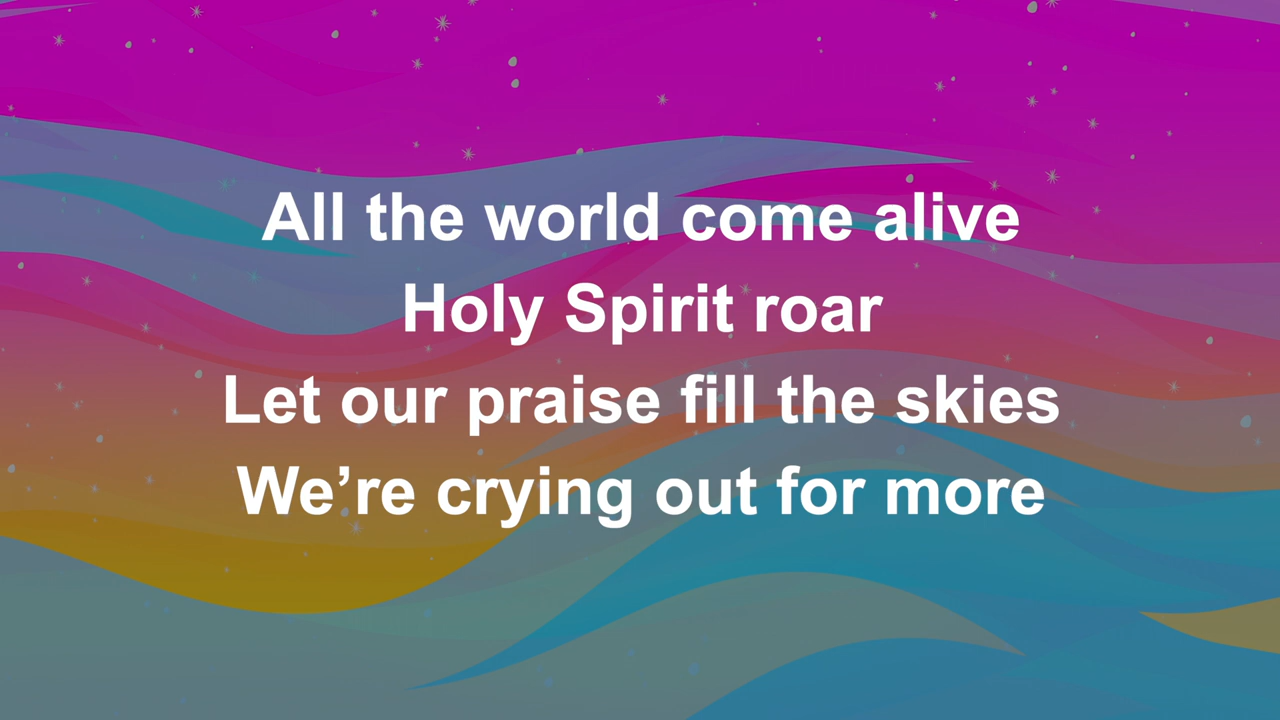 All the world come alive
Holy Spirit roar
Let our praise fill the skies
We’re crying out for more